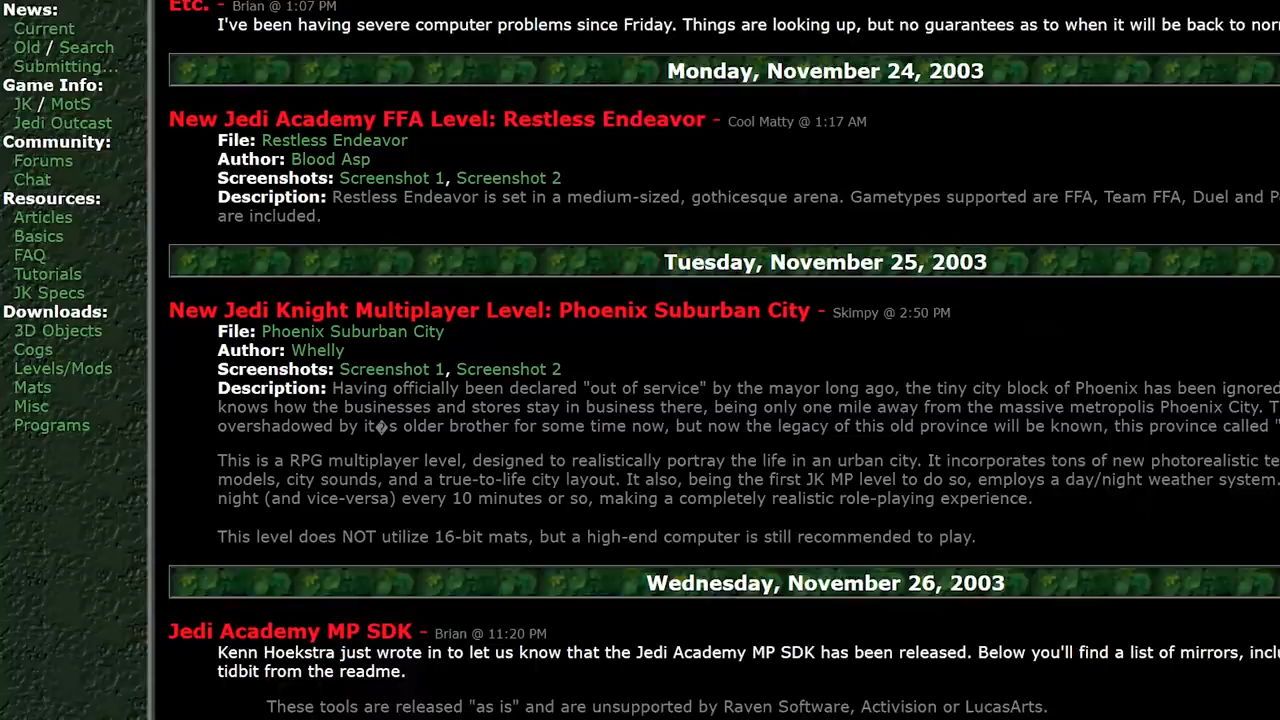 News:
Current
Old / Search
Submitting...
Game Info:
JK / MotS
Jedi Outcast
Community:
Forums
Chat
Resources:
Articles
Basics
FAQ
Tutorials
JK Specs
Downloads:
3D Objects
Cogs
Levels/Mods
Mats
Misc
Programs
Etc. - Brian @ 1:07 PM
I've been having severe computer problems since Friday. Things are looking up, but no guarantees as to when it will be back to nor
Monday, November 24, 2003
New Jedi Academy FFA Level: Restless Endeavor - Cool Matty @ 1:17 AM
File: Restless Endeavor
Author: Blood Asp
Screenshots: Screenshot 1, Screenshot 2
Description: Restless Endeavor is set in a medium-sized, gothicesque arena. Gametypes supported are FFA, Team FFA, Duel and P
are included.
Tuesday, November 25, 2003
New Jedi Knight Multiplayer Level: Phoenix Suburban City - Skimpy @ 2:50 PM
File: Phoenix Suburban City
Author: Whelly
Screenshots: Screenshot 1, Screenshot 2
Description: Having officially been declared "out of service" by the mayor long ago, the tiny city block of Phoenix has been ignored
knows how the businesses and stores stay in business there, being only one mile away from the massive metropolis Phoenix City. T
overshadowed by it�s older brother for some time now, but now the legacy of this old province will be known, this province called "
This is a RPG multiplayer level, designed to realistically portray the life in an urban city. It incorporates tons of new photorealistic te
models, city sounds, and a true-to-life city layout. It also, being the first JK MP level to do so, employs a day/night weather system.
night (and vice-versa) every 10 minutes or so, making a completely realistic role-playing experience.
This level does NOT utilize 16-bit mats, but a high-end computer is still recommended to play.
Wednesday, November 26, 2003
Jedi Academy MP SDK - Brian @ 11:20 PM
Kenn Hoekstra just wrote in to let us know that the Jedi Academy MP SDK has been released. Below you'll find a list of mirrors, inclu
tidbit from the readme.
These tools are released "as is" and are unsupported by Raven Software, Activision or LucasArts.